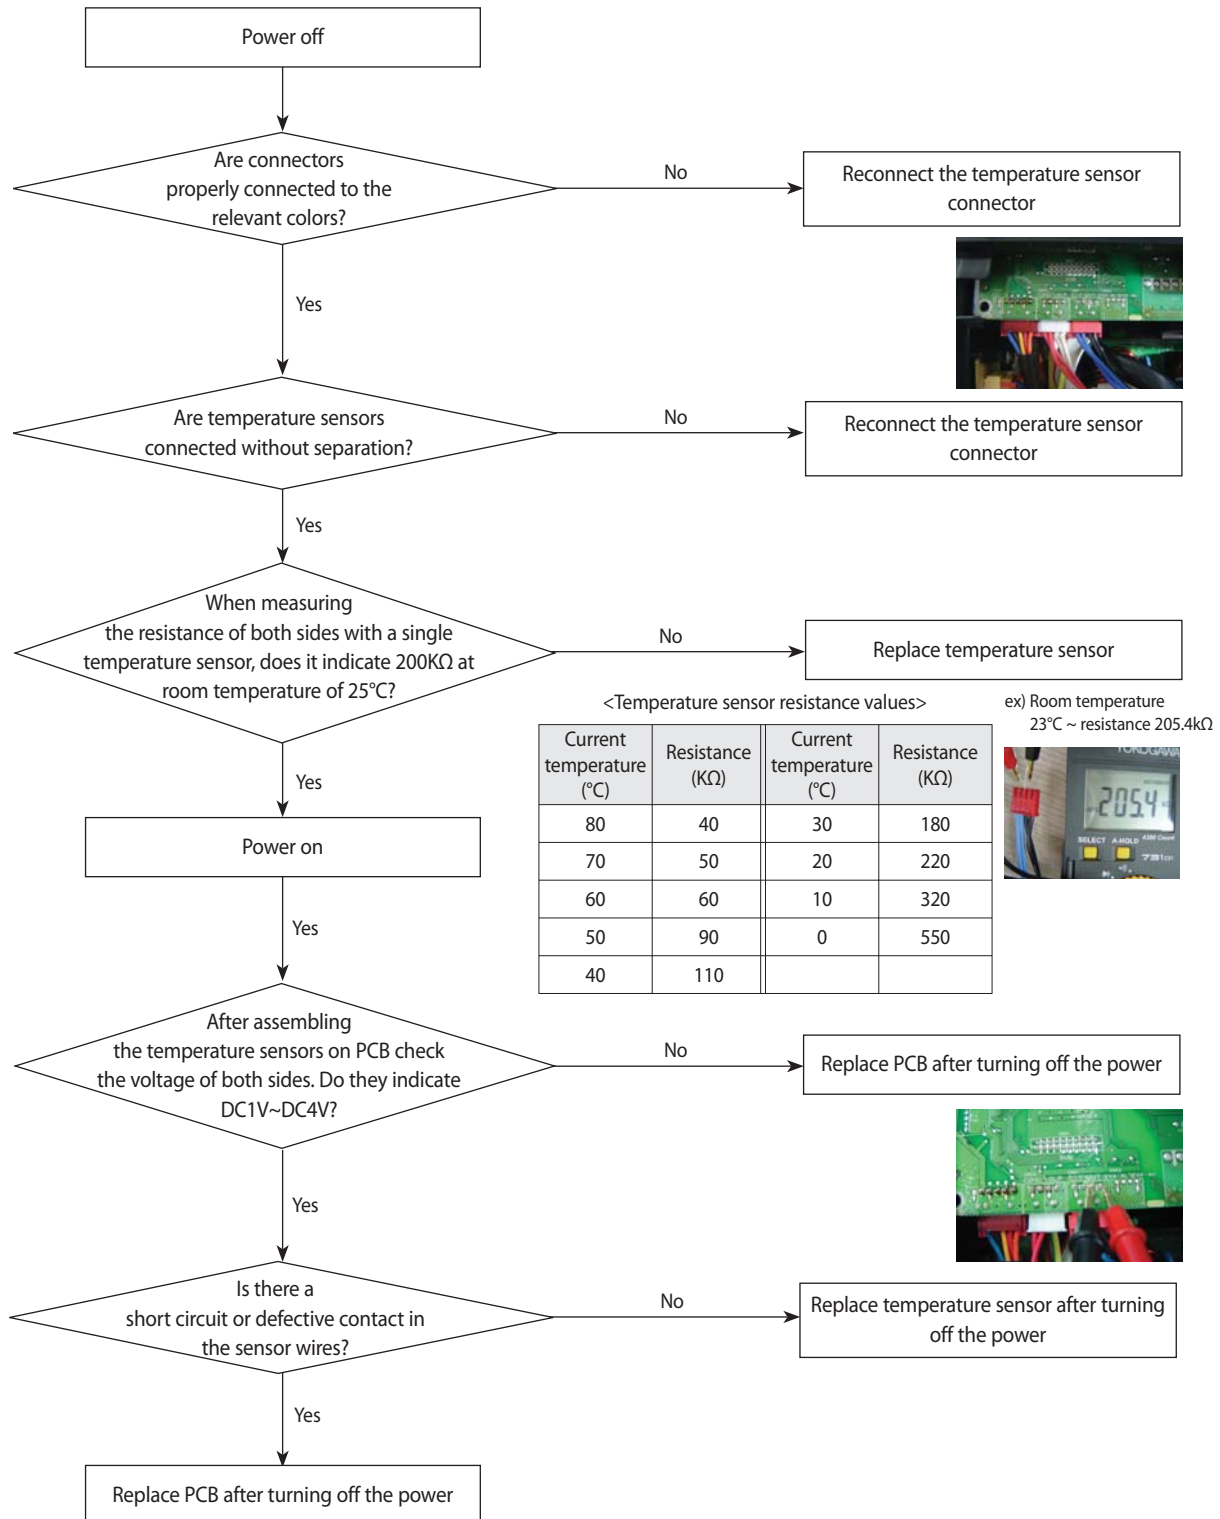 Power off
Are connectors
properly connected to the
relevant colors?
No
Reconnect the temperature sensor
connector
Yes
Are temperature sensors
connected without separation?
No
Reconnect the temperature sensor
connector
Yes
When measuring
the resistance of both sides with a single
temperature sensor, does it indicate 200KΩ at
room temperature of 25°C?
No
Replace temperature sensor
<Temperature sensor resistance values>
ex) Room temperature
23°C ~ resistance 205.4kΩ
Current temperature (°C) Resistance (KΩ) Current temperature (°C) Resistance (KΩ)
80 40 30 180
70 50 20 220
60 60 10 320
50 90 0 550
40 110
YOKOGAWA
205.4
SELECT A-HOLD
Yes
Power on
Yes
After assembling
the temperature sensors on PCB check
the voltage of both sides. Do they indicate
DC1V~DC4V?
No
Replace PCB after turning off the power
Yes
Is there a
short circuit or defective contact in
the sensor wires?
No
Replace temperature sensor after turning
off the power
Yes
Replace PCB after turning off the power